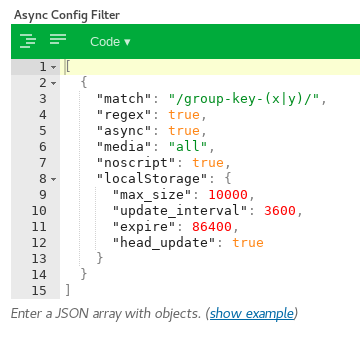 Async Config Filter
Code ▾
1 [
2 {
3 "match": "/group-key-(x|y)/",
4 "regex": true,
5 "async": true,
6 "media": "all",
7 "noscript": true,
8 "localStorage": {
9 "max_size": 10000,
10 "update_interval": 3600,
11 "expire": 86400,
12 "head_update": true
13 }
14 }
15 ]
Enter a JSON array with objects. (show example)